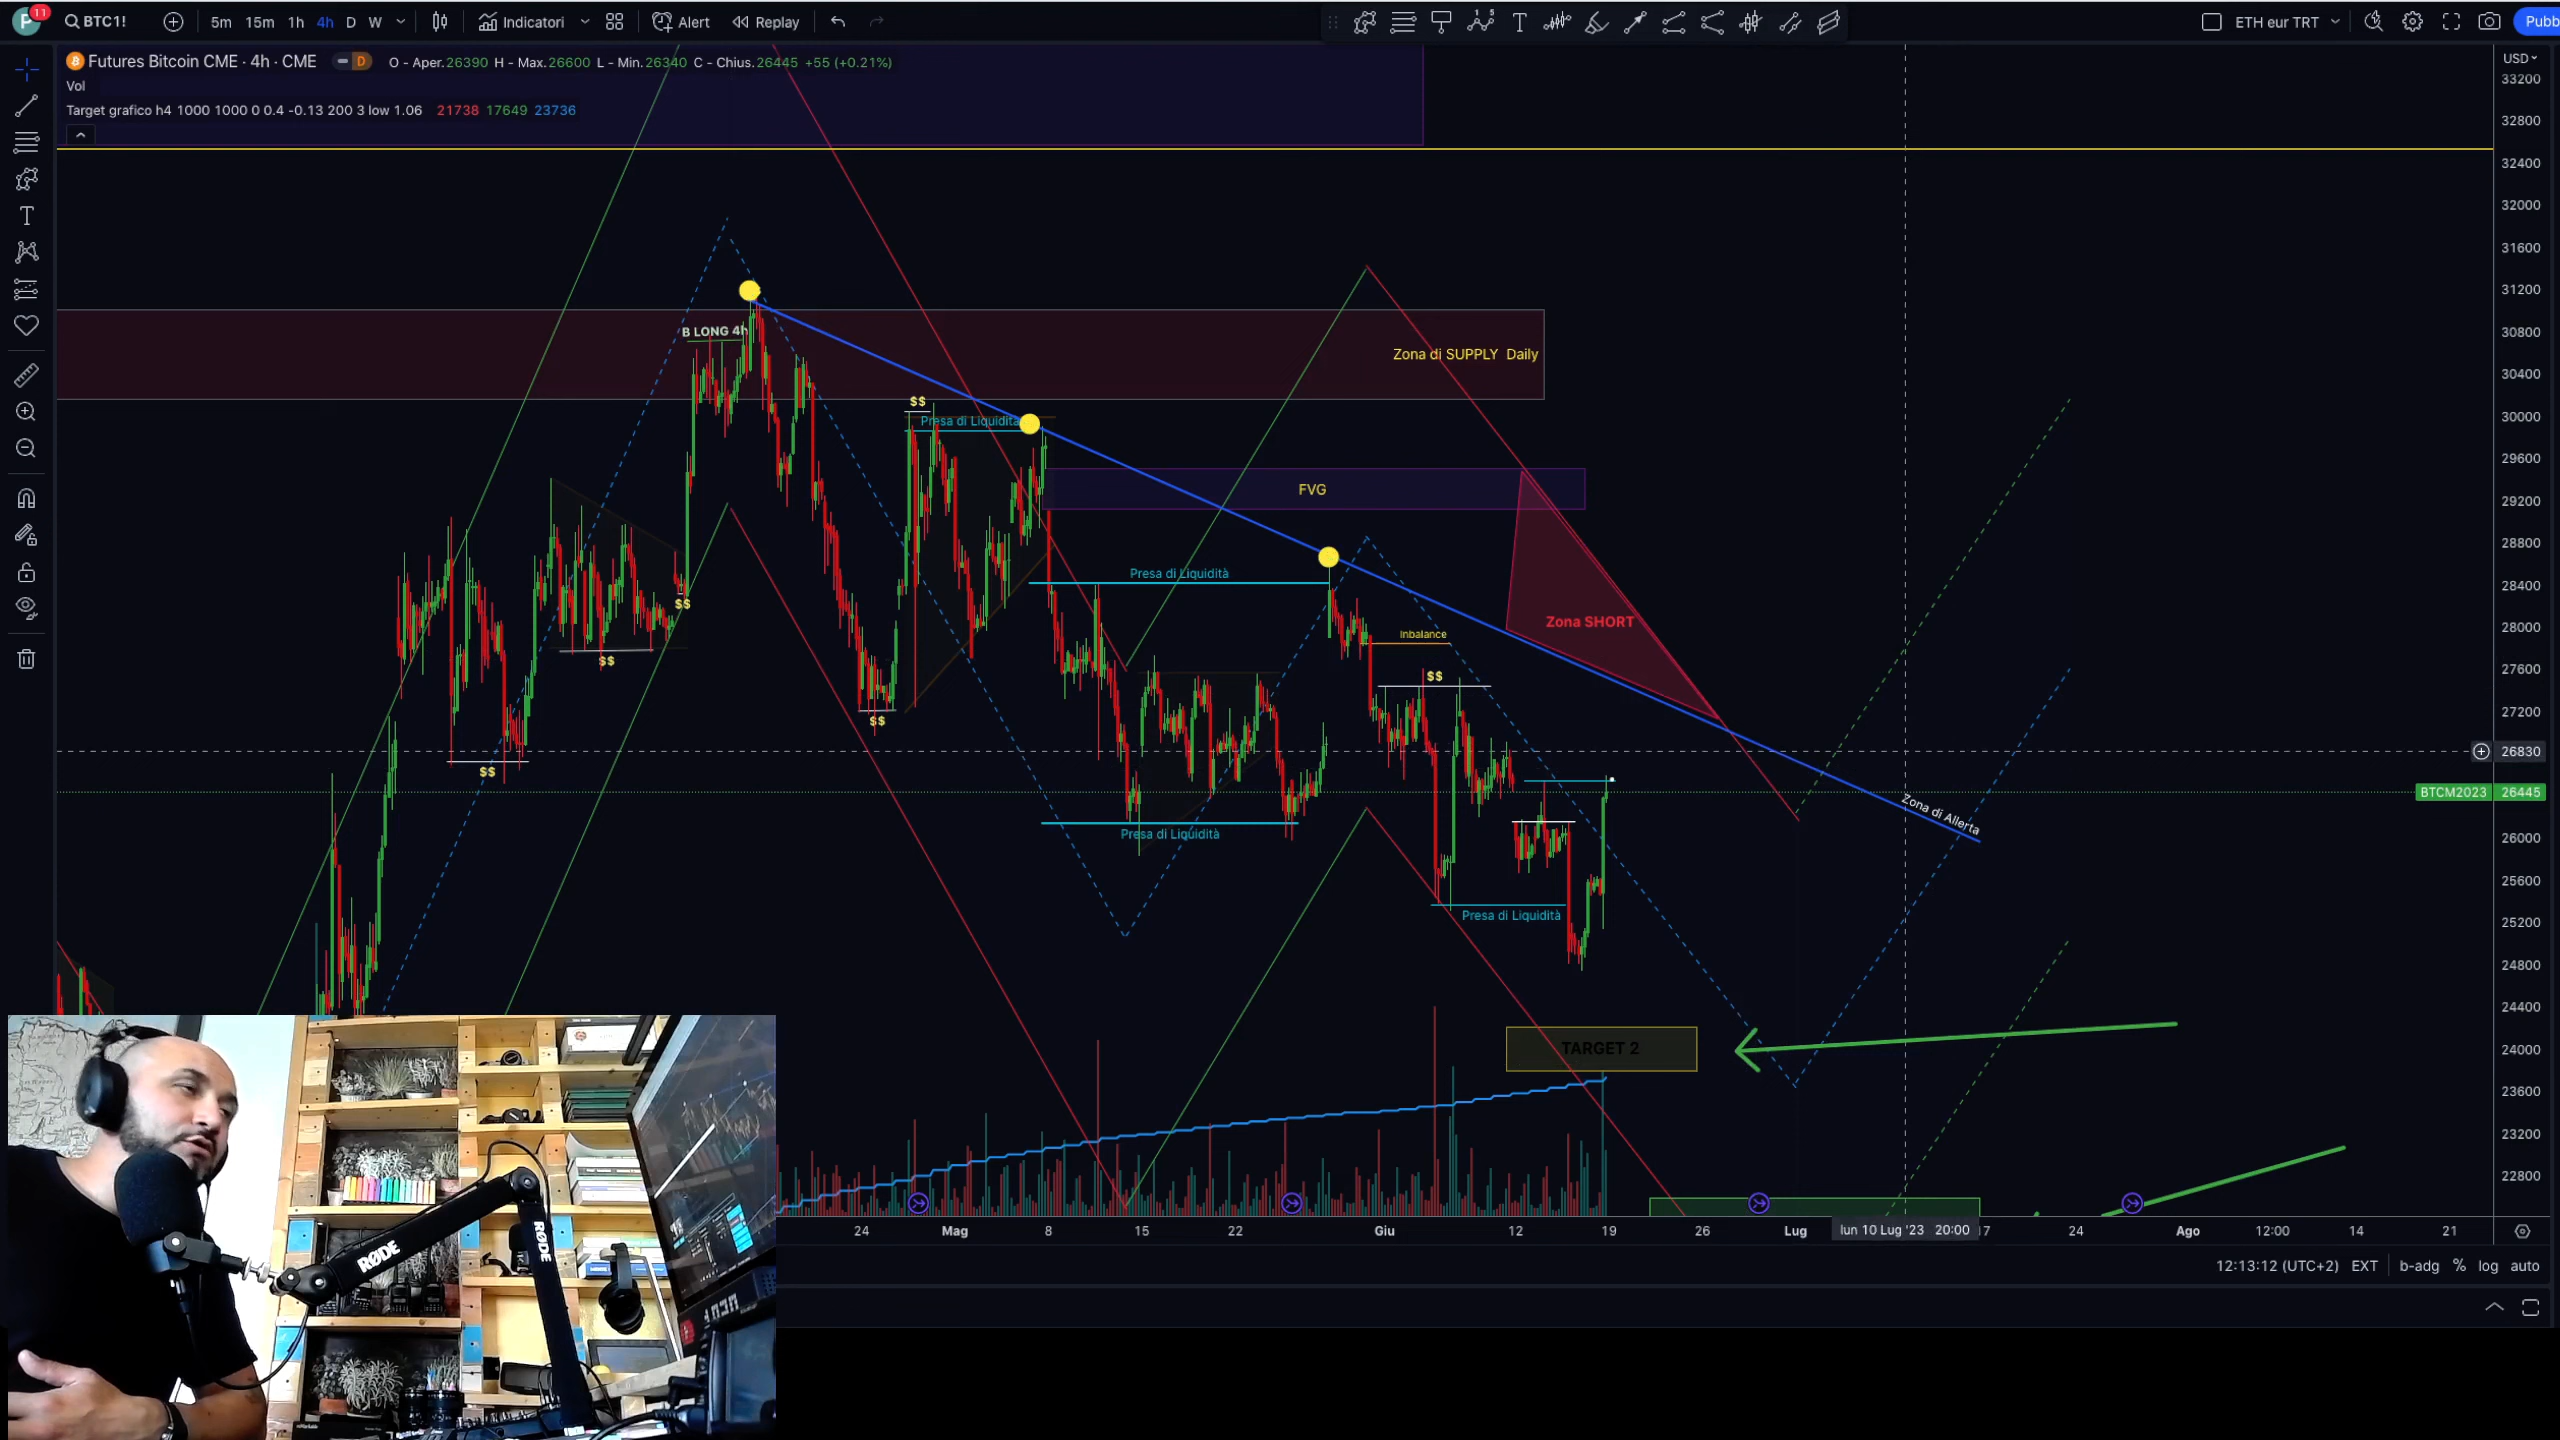 11
BTC1!
5m 15m 1h 4h D W
Indicatori
Alert
Replay
ETH eur TRT
Pubb
Futures Bitcoin CME · 4h · CME
D
O - Aper.26390 H - Max.26600 L - Min.26340 C - Chius.26445 +55 (+0.21%)
Vol
Target grafico h4 1000 1000 0 0.4 -0.13 200 3 low 1.06 21738 17649 23736
USD
33200
32800
32400
32000
31600
31200
30800
30400
30000
29600
29200
28800
28400
28000
27600
27200
26830
BTCM2023 26445
26000
25600
25200
24800
24400
24000
23600
23200
22800
B LONG 4h
Zona di SUPPLY Daily
$$
Presa di Liquidità
FVG
Presa di Liquidità
$$
Zona SHORT
Inbalance
$$
$$
$$
$$
Zona di Allerta
Presa di Liquidità
Presa di Liquidità
TARGET 2
24 Mag 8 15 22 Giu 12 19 26 Lug lun 10 Lug '23 20:00 17 24 Ago 12:00 14 21
12:13:12 (UTC+2) EXT b-adg % log auto
RØDE
RØDE